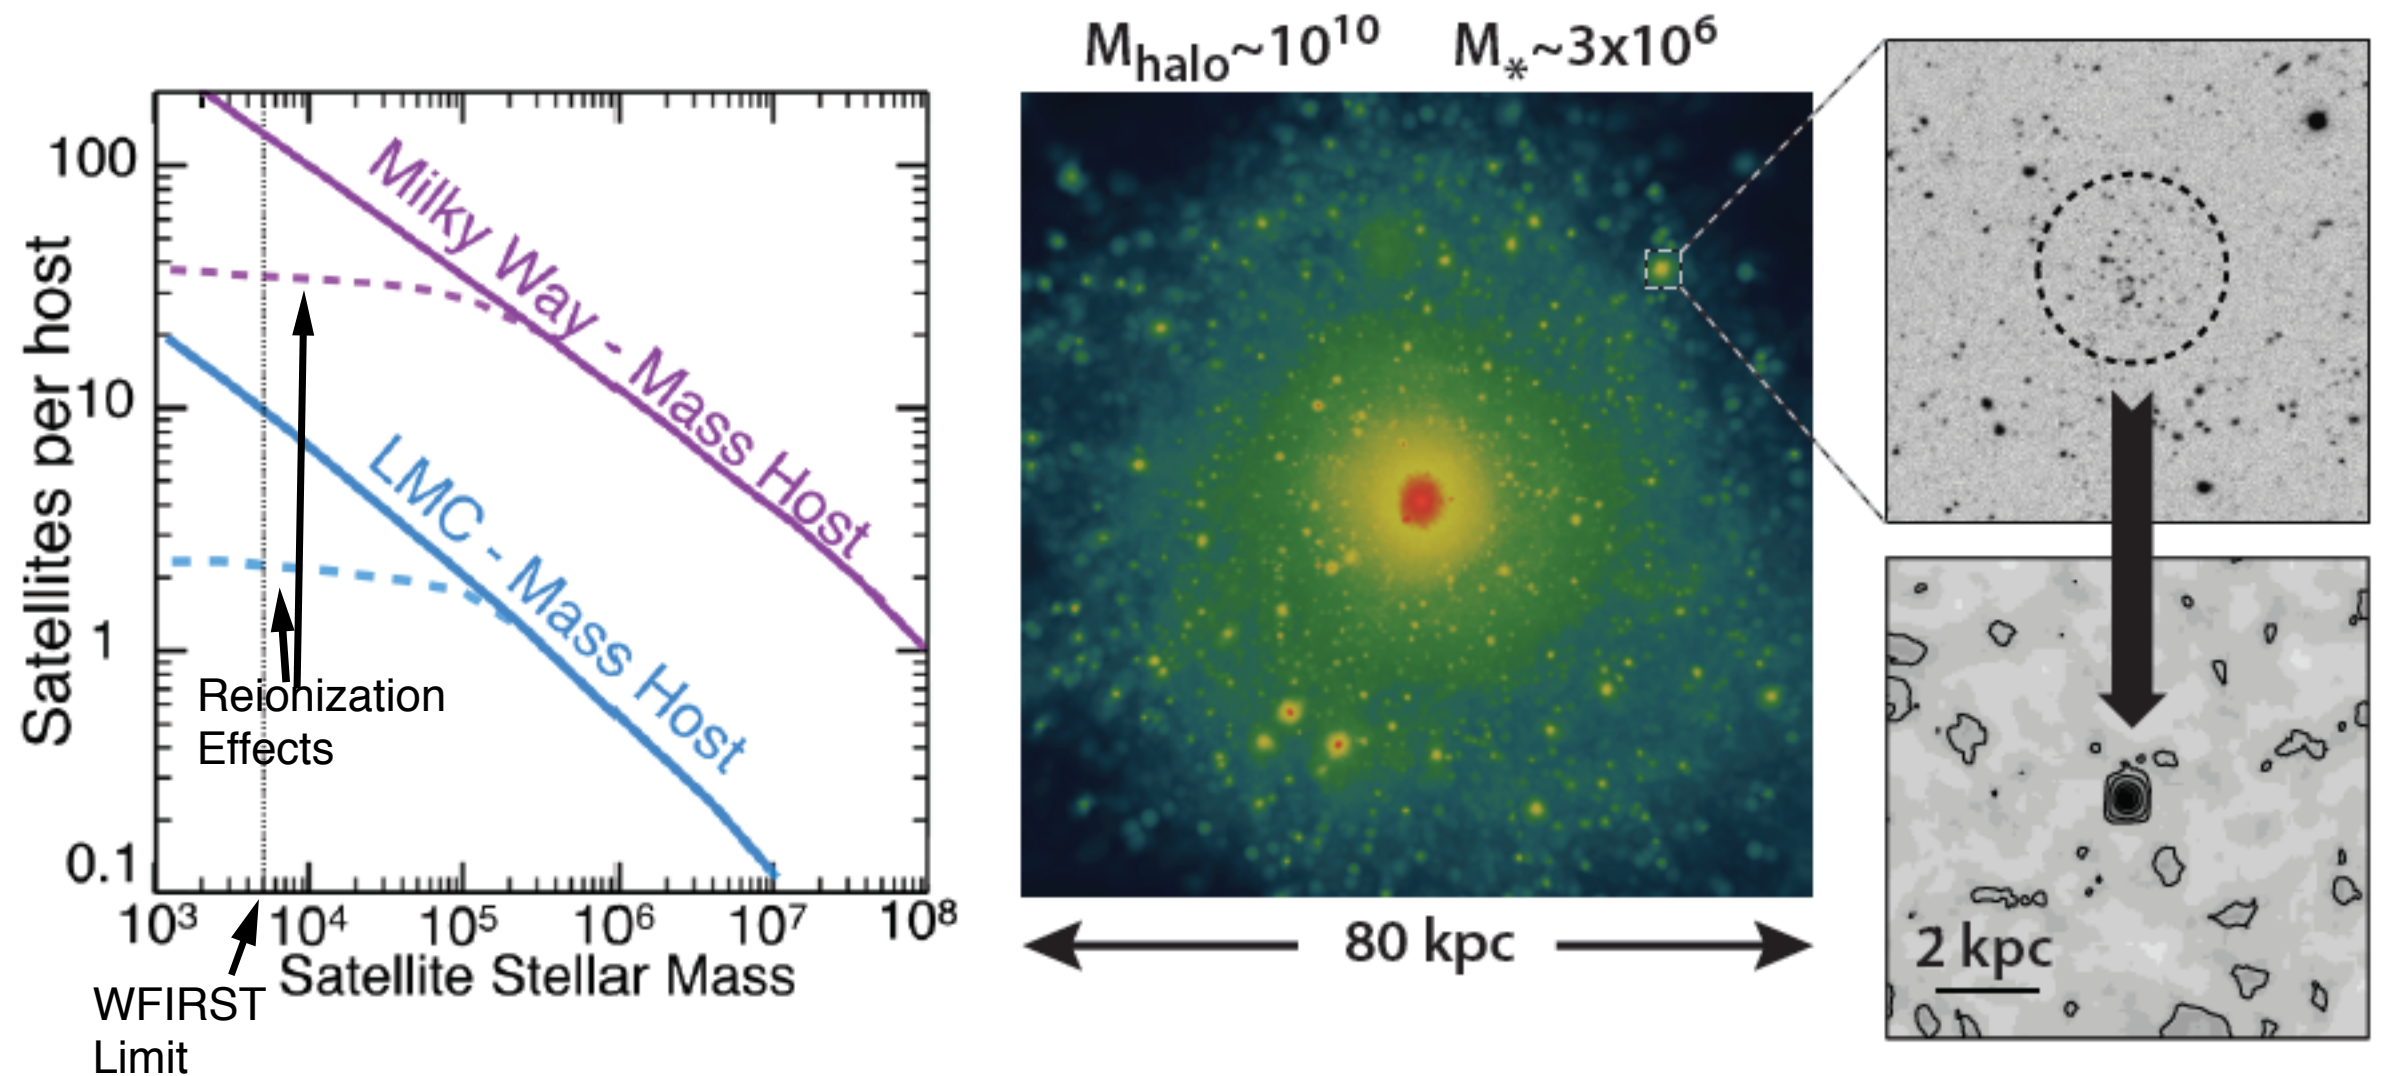 M_halo~10^10 M_*~3x10^6
Satellites per host
100
10
1
0.1
Milky Way - Mass Host
LMC - Mass Host
Reionization
Effects
10^3 10^4 10^5 10^6 10^7 10^8
Satellite Stellar Mass
WFIRST
Limit
80 kpc
2 kpc